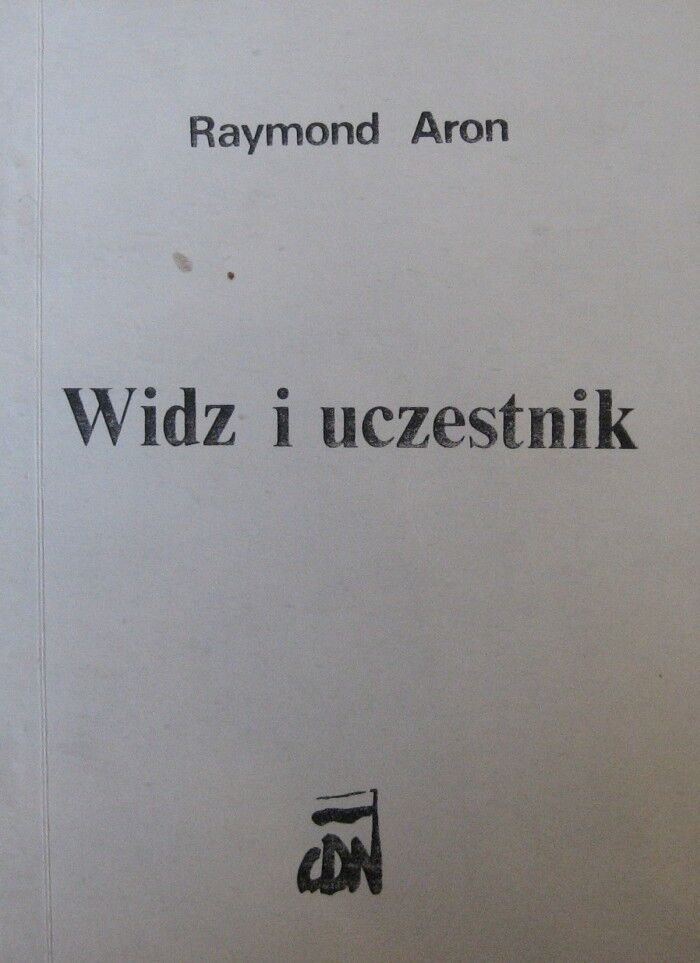 Raymond Aron
Widz i uczestnik
CDN